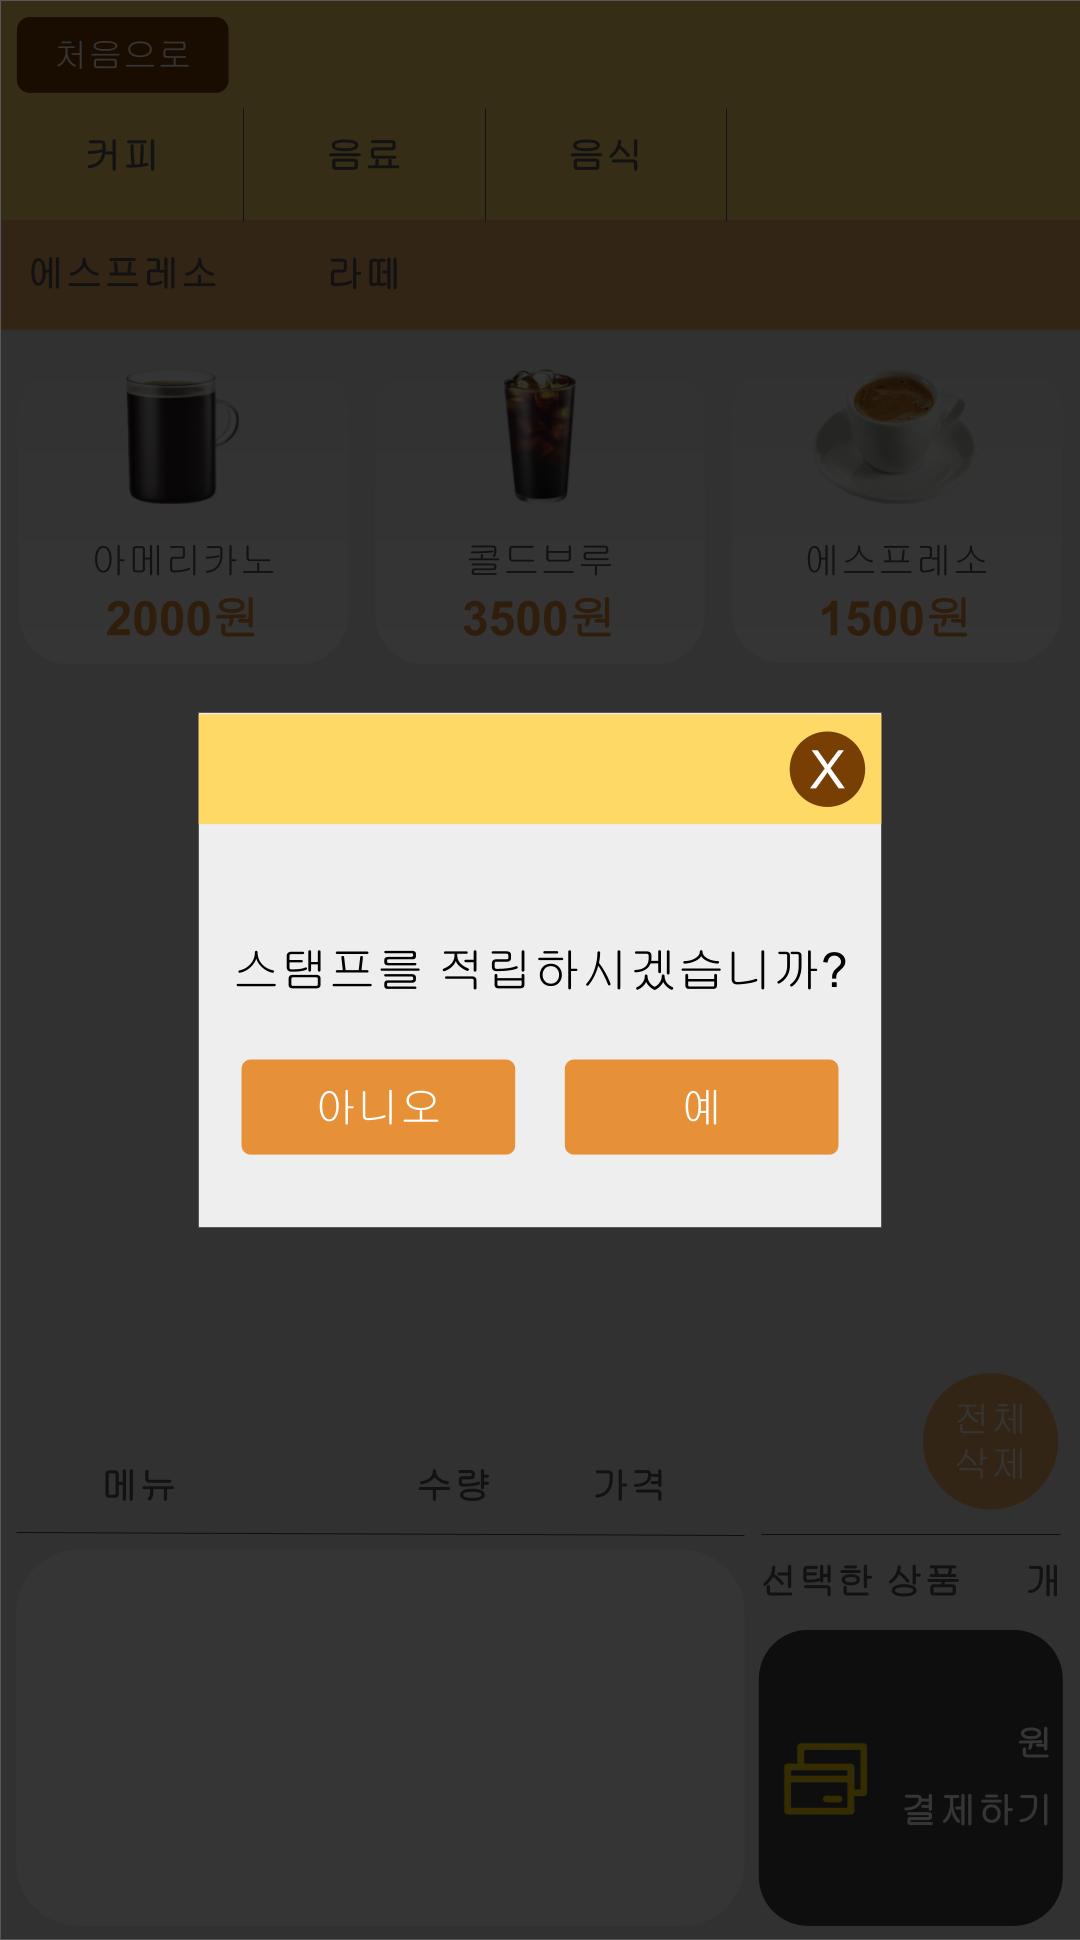 처음으로
커피 음료 음식
에스프레소 라떼
아메리카노 콜드브루 에스프레소
2000원 3500원 1500원
X
스탬프를 적립하시겠습니까?
아니오 예
전체
삭제
메뉴 수량 가격
선택한 상품 개
원
결제하기